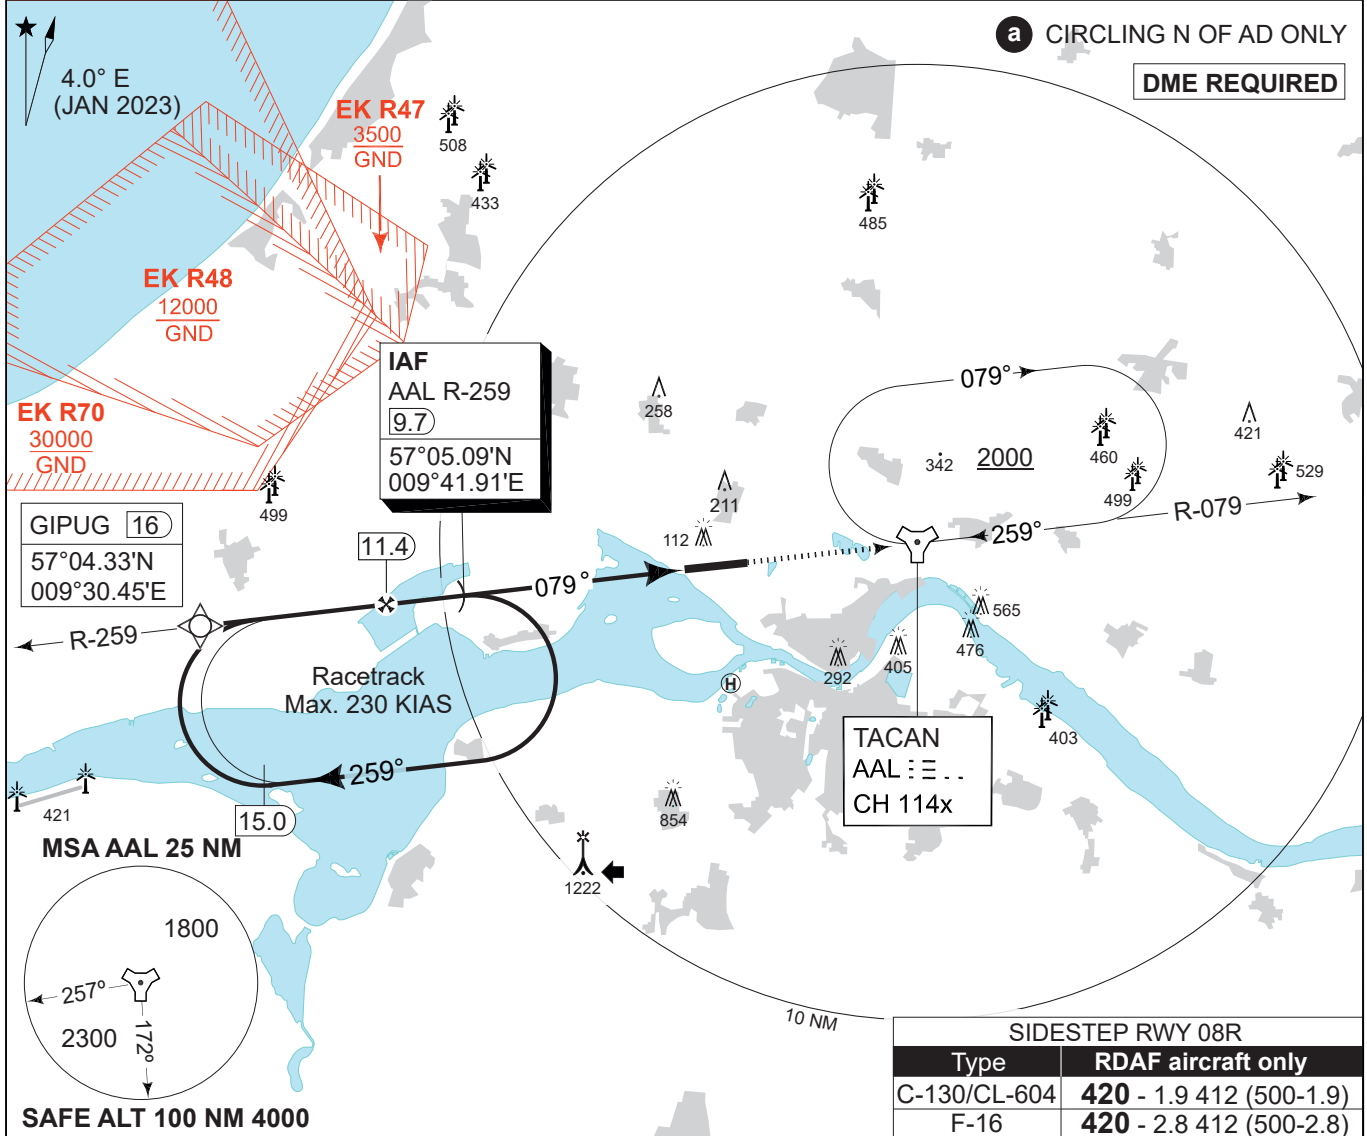 a CIRCLING N OF AD ONLY
DME REQUIRED
4.0° E
(JAN 2023)
EK R47
3500
GND
508
433
485
EK R48
12000
GND
EK R70
30000
GND
499
IAF
AAL R-259
9.7
57°05.09'N
009°41.91'E
258
211
112
079°
342
2000
460
499
421
529
R-079
259°
GIPUG 16
57°04.33'N
009°30.45'E
11.4
079°
R-259
Racetrack
Max. 230 KIAS
259°
15.0
H
292
405
565
476
403
TACAN
AAL
CH 114x
421
854
1222
10 NM
MSA AAL 25 NM
1800
257°
2300
172°
SAFE ALT 100 NM 4000
SIDESTEP RWY 08R
Type RDAF aircraft only
C-130/CL-604 420 - 1.9 412 (500-1.9)
F-16 420 - 2.8 412 (500-2.8)